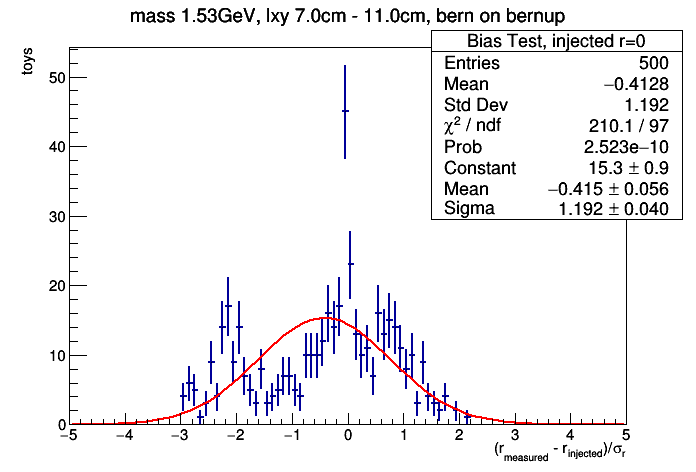 mass 1.53GeV, lxy 7.0cm - 11.0cm, bern on bernup
Bias Test, injected r=0
Entries 500
Mean −0.4128
Std Dev 1.192
χ² / ndf 210.1 / 97
Prob 2.523e−10
Constant 15.3 ± 0.9
Mean −0.415 ± 0.056
Sigma 1.192 ± 0.040
toys
50
40
30
20
10
0
−5 −4 −3 −2 −1 0 1 2 3 4 5
(r_measured - r_injected)/σ_r